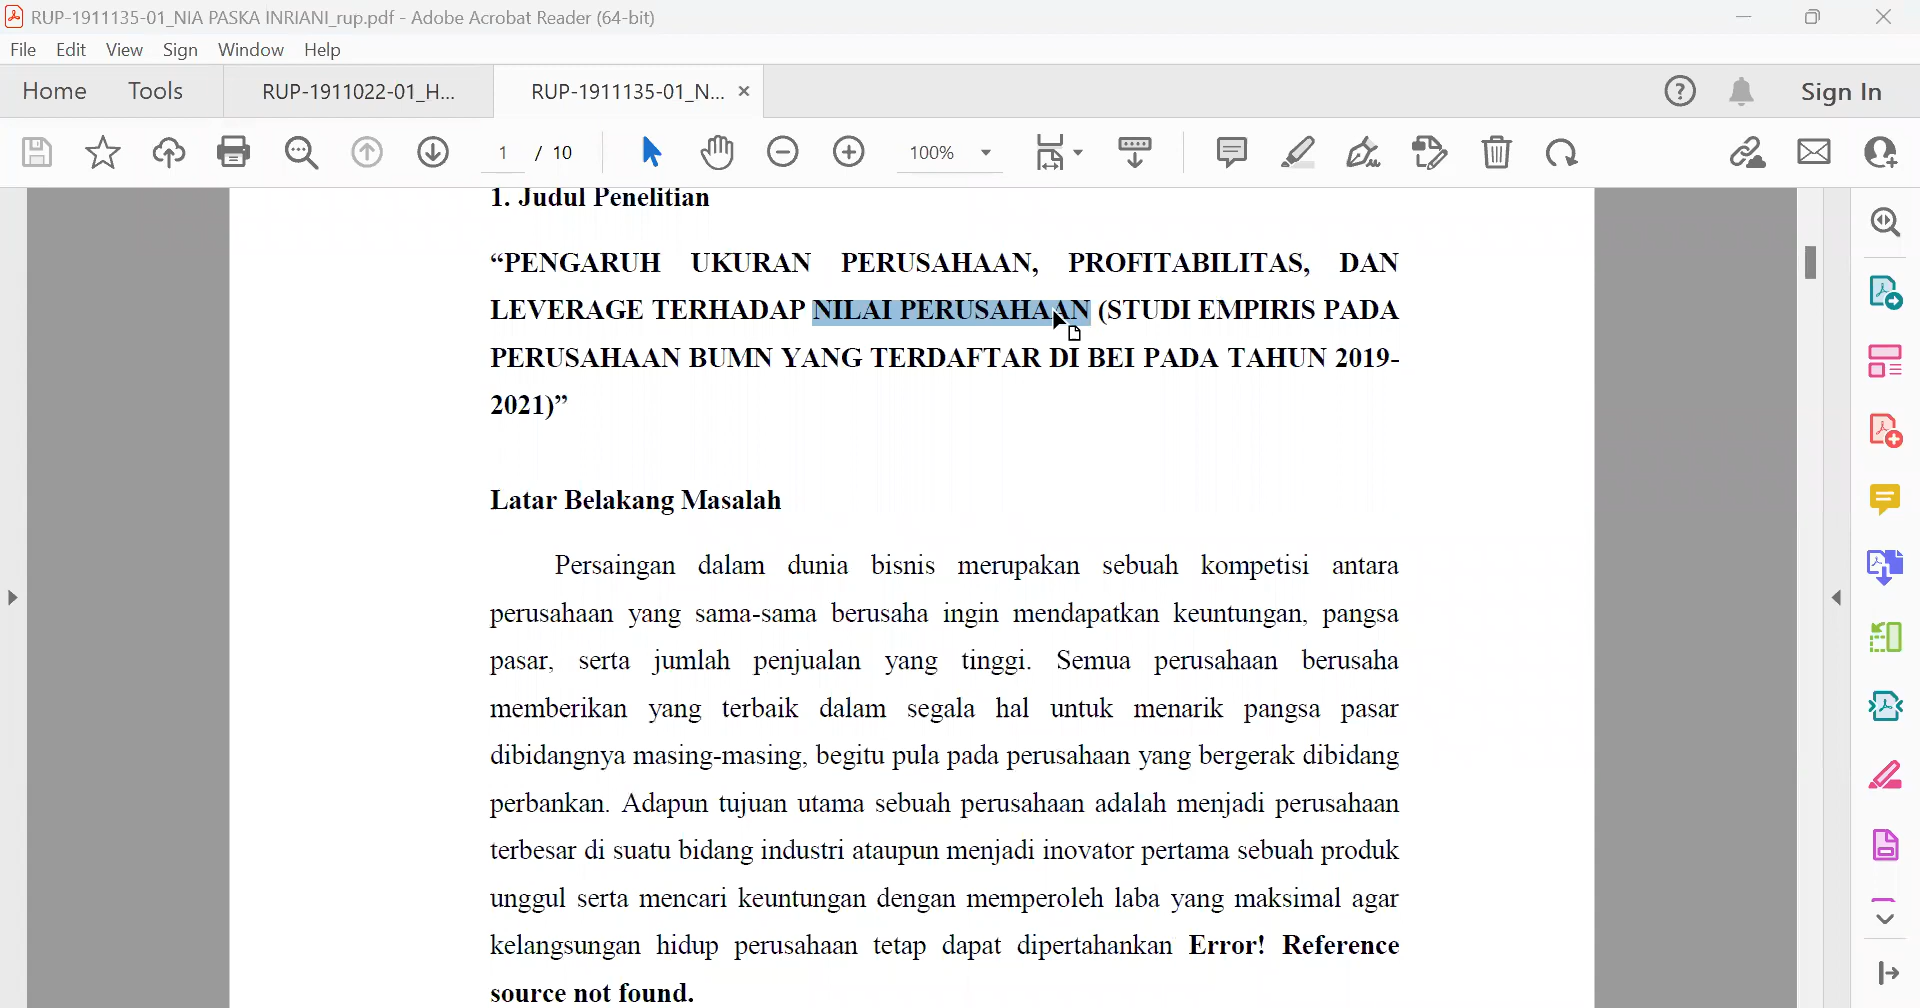 RUP-1911135-01_NIA PASKA INRIANI_rup.pdf - Adobe Acrobat Reader (64-bit)
File Edit View Sign Window Help
Home Tools RUP-1911022-01_H... RUP-1911135-01_N... × Sign In
1 / 10 100%
1. Judul Penelitian
“PENGARUH UKURAN PERUSAHAAN, PROFITABILITAS, DAN
LEVERAGE TERHADAP NILAI PERUSAHAAN (STUDI EMPIRIS PADA
PERUSAHAAN BUMN YANG TERDAFTAR DI BEI PADA TAHUN 2019-
2021)”
Latar Belakang Masalah
Persaingan dalam dunia bisnis merupakan sebuah kompetisi antara
perusahaan yang sama-sama berusaha ingin mendapatkan keuntungan, pangsa
pasar, serta jumlah penjualan yang tinggi. Semua perusahaan berusaha
memberikan yang terbaik dalam segala hal untuk menarik pangsa pasar
dibidangnya masing-masing, begitu pula pada perusahaan yang bergerak dibidang
perbankan. Adapun tujuan utama sebuah perusahaan adalah menjadi perusahaan
terbesar di suatu bidang industri ataupun menjadi inovator pertama sebuah produk
unggul serta mencari keuntungan dengan memperoleh laba yang maksimal agar
kelangsungan hidup perusahaan tetap dapat dipertahankan Error! Reference
source not found.